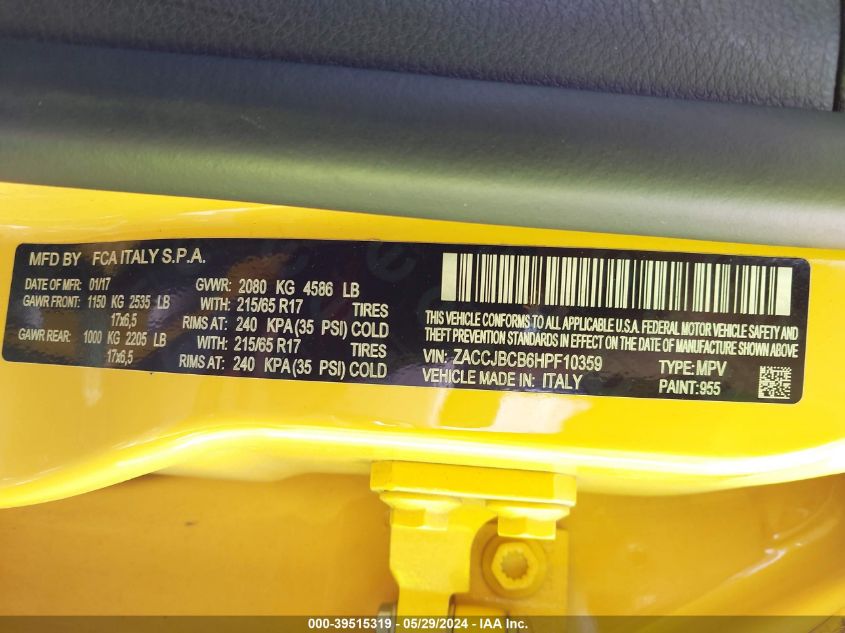 MFD BY FCA ITALY S.P.A.
DATE OF MFR: 01/17 GVWR: 2080 KG 4586 LB
GAWR FRONT: 1150 KG 2535 LB WITH: 215/65 R17 TIRES
17x6,5 RIMS AT: 240 KPA(35 PSI) COLD
GAWR REAR: 1000 KG 2205 LB WITH: 215/65 R17 TIRES
17x6,5 RIMS AT: 240 KPA(35 PSI) COLD
THIS VEHICLE CONFORMS TO ALL APPLICABLE U.S.A. FEDERAL MOTOR VEHICLE SAFETY AND
THEFT PREVENTION STANDARDS IN EFFECT ON THE DATE OF MANUFACTURE SHOWN ABOVE.
VIN: ZACCJBCB6HPF10359 TYPE: MPV
VEHICLE MADE IN: ITALY PAINT: 955
000-39515319 - 05/29/2024 - IAA Inc.